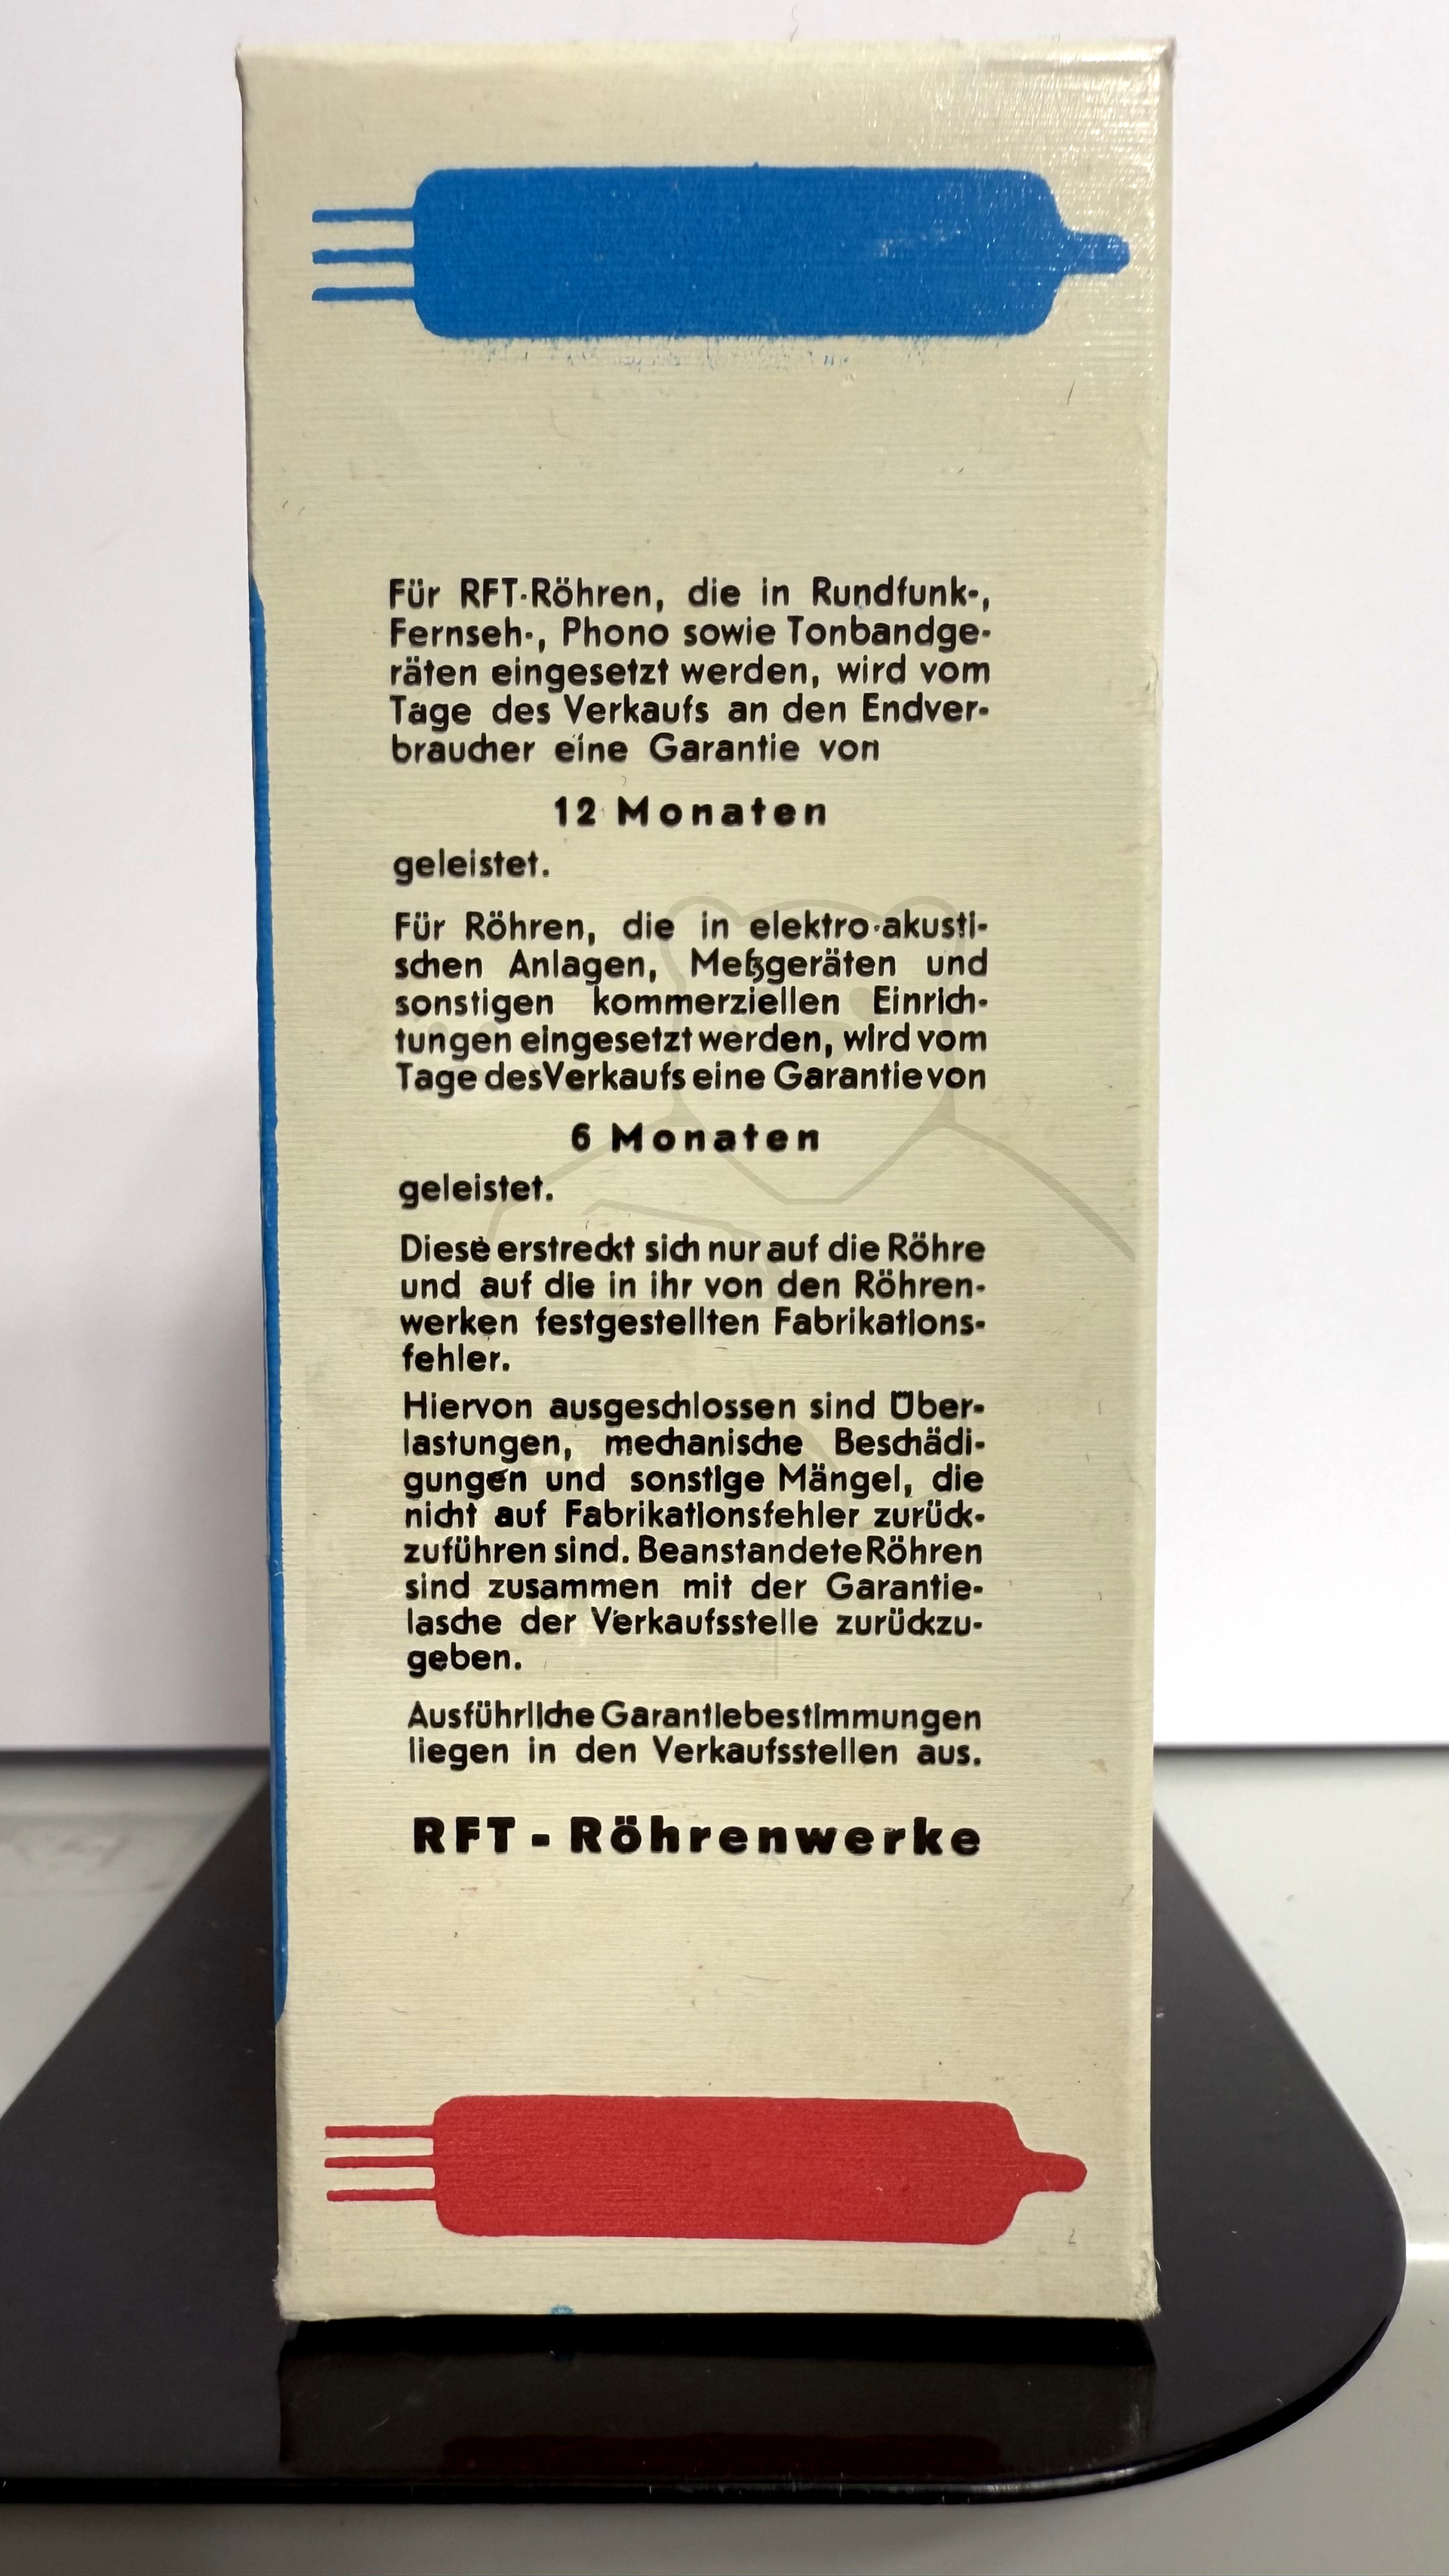 Für RFT-Röhren, die in Rundfunk-,
Fernseh-, Phono sowie Tonbandge-
räten eingesetzt werden, wird vom
Tage des Verkaufs an den Endver-
braucher eine Garantie von
12 Monaten
geleistet.
Für Röhren, die in elektro-akusti-
schen Anlagen, Meßgeräten und
sonstigen kommerziellen Einrich-
tungen eingesetzt werden, wird vom
Tage des Verkaufs eine Garantie von
6 Monaten
geleistet.
Diese erstreckt sich nur auf die Röhre
und auf die in ihr von den Röhren-
werken festgestellten Fabrikations-
fehler.
Hiervon ausgeschlossen sind Über-
lastungen, mechanische Beschädi-
gungen und sonstige Mängel, die
nicht auf Fabrikationsfehler zurück-
zuführen sind. Beanstandete Röhren
sind zusammen mit der Garantie-
lasche der Verkaufsstelle zurückzu-
geben.
Ausführliche Garantiebestimmungen
liegen in den Verkaufsstellen aus.
RFT - Röhrenwerke